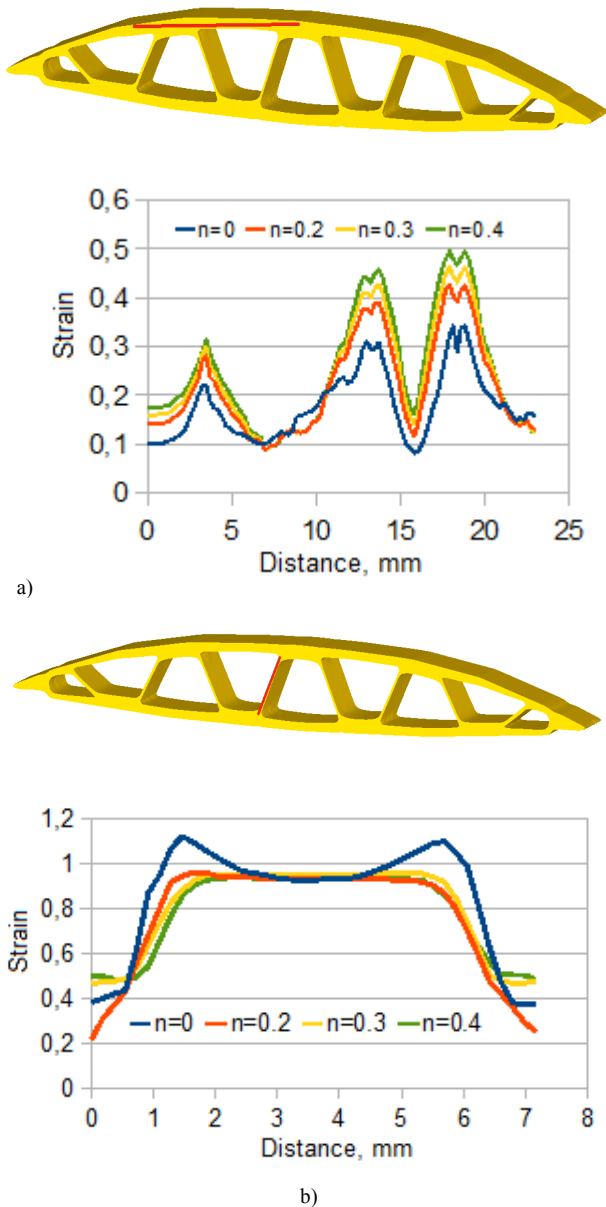 0,6
n=0 n=0.2 n=0.3 n=0.4
0,5
0,4
0,3
0,2
0,1
0
Strain
0 5 10 15 20 25
Distance, mm
a)
1,2
1
0,8
0,6
0,4
0,2
0
Strain
n=0 n=0.2 n=0.3 n=0.4
0 1 2 3 4 5 6 7 8
Distance, mm
b)